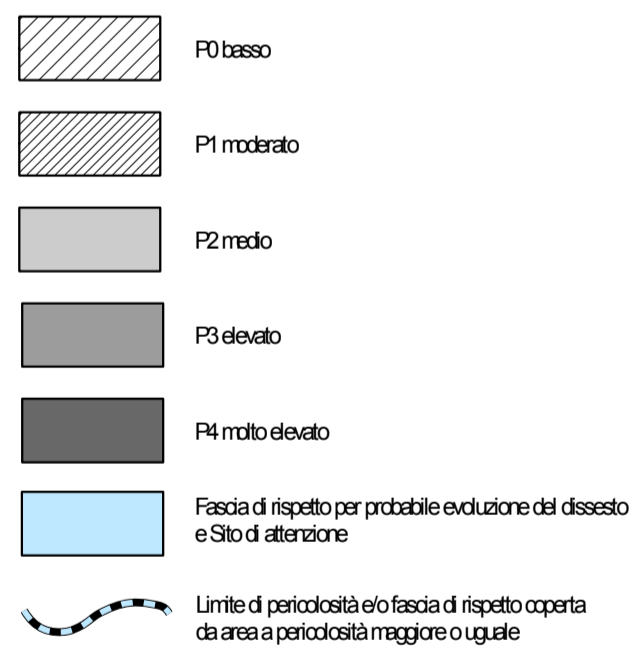 P0 basso
P1 moderato
P2 medio
P3 elevato
P4 molto elevato
Fascia di rispetto per probabile evoluzione del dissesto
e Sito di attenzione
Limite di pericolosità e/o fascia di rispetto coperta
da area a pericolosità maggiore o uguale